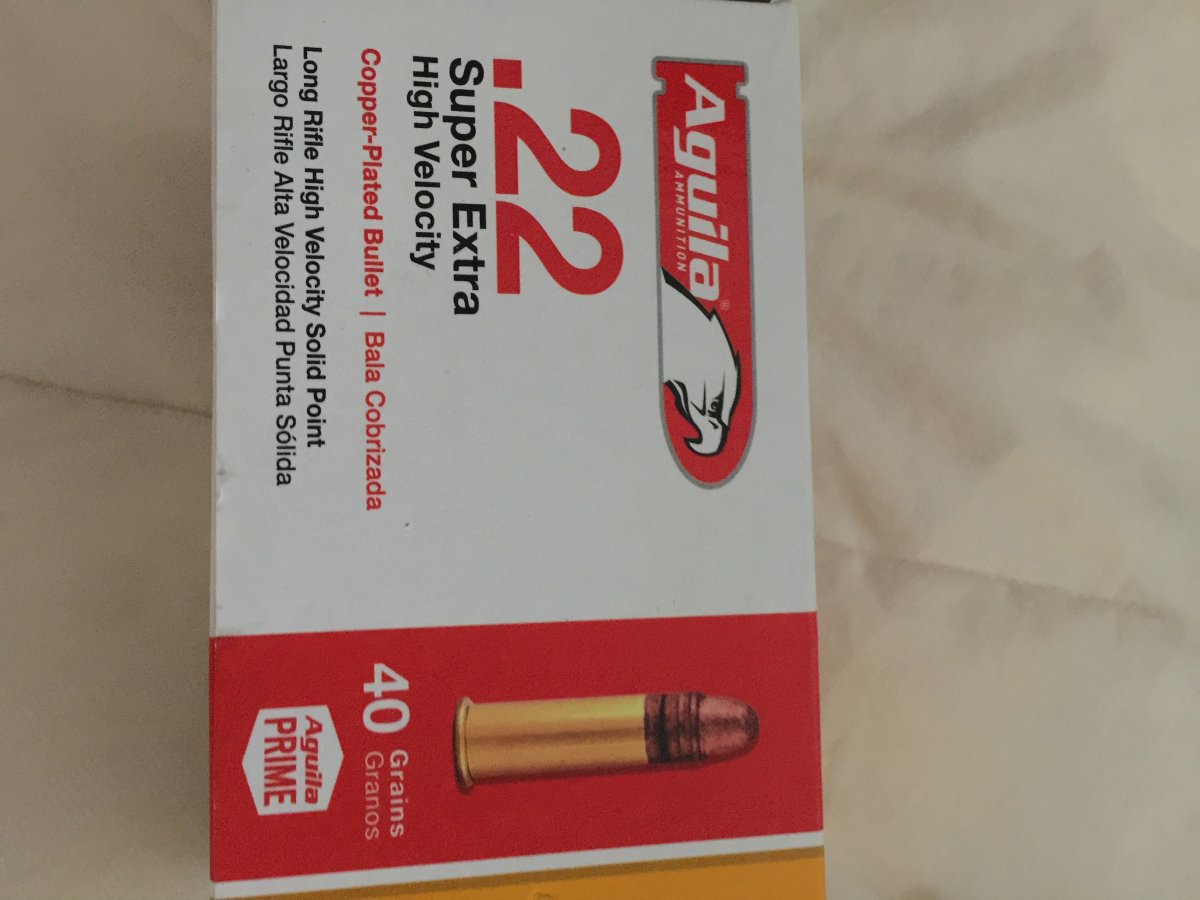 Aguila®
AMMUNITION
.22
Super Extra
High Velocity
Copper-Plated Bullet | Bala Cobrizada
Long Rifle High Velocity Solid Point
Largo Rifle Alta Velocidad Punta Sólida
40 Grains
Granos
Aguila
PRIME